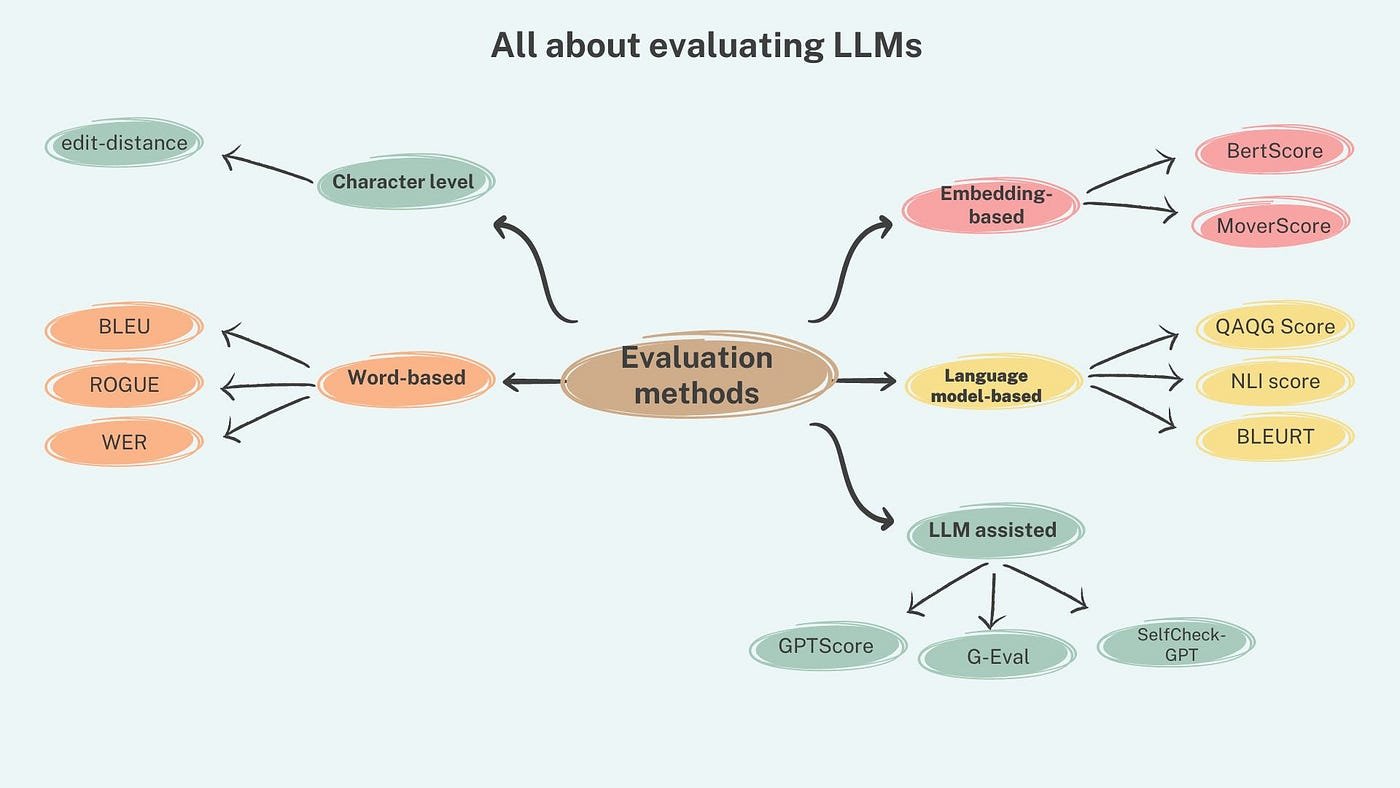 All about evaluating LLMs
edit-distance
Character level
BLEU
ROGUE
WER
Word-based
Evaluation
methods
Embedding-
based
BertScore
MoverScore
Language
model-based
QAQG Score
NLI score
BLEURT
LLM assisted
GPTScore
G-Eval
SelfCheck-
GPT